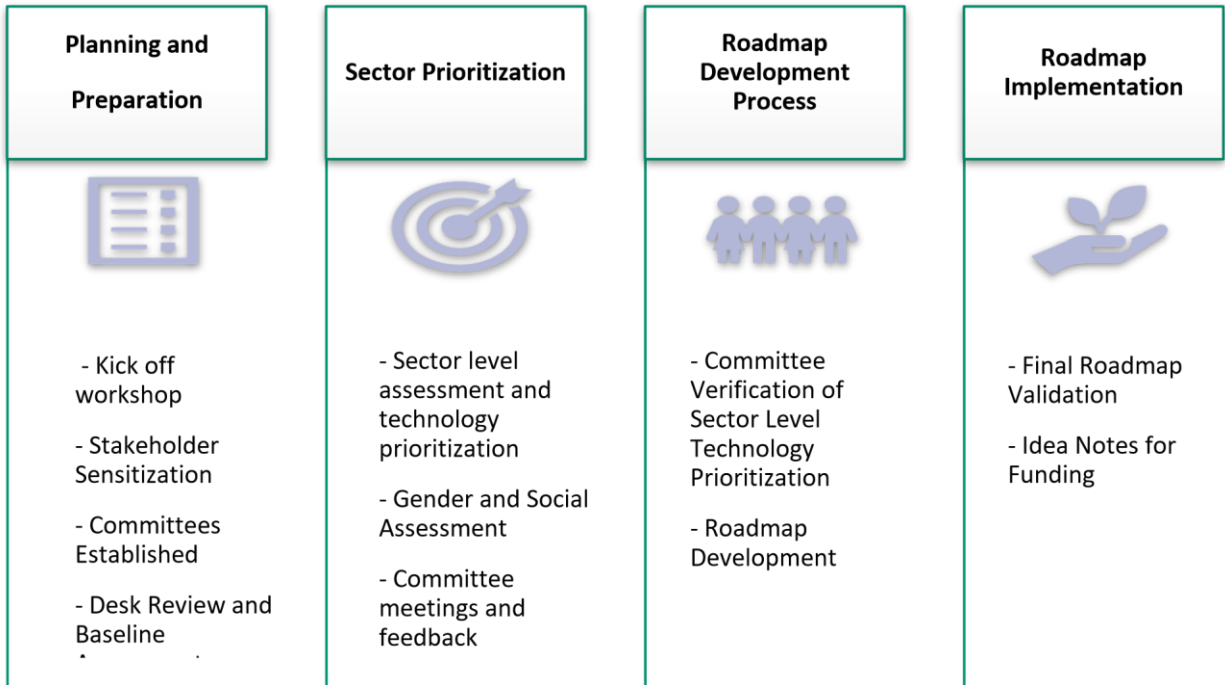 Planning and
Preparation
- Kick off
workshop
- Stakeholder
Sensitization
- Committees
Established
- Desk Review and
Baseline
Sector Prioritization
- Sector level
assessment and
technology
prioritization
- Gender and Social
Assessment
- Committee
meetings and
feedback
Roadmap
Development
Process
- Committee
Verification of
Sector Level
Technology
Prioritization
- Roadmap
Development
Roadmap
Implementation
- Final Roadmap
Validation
- Idea Notes for
Funding